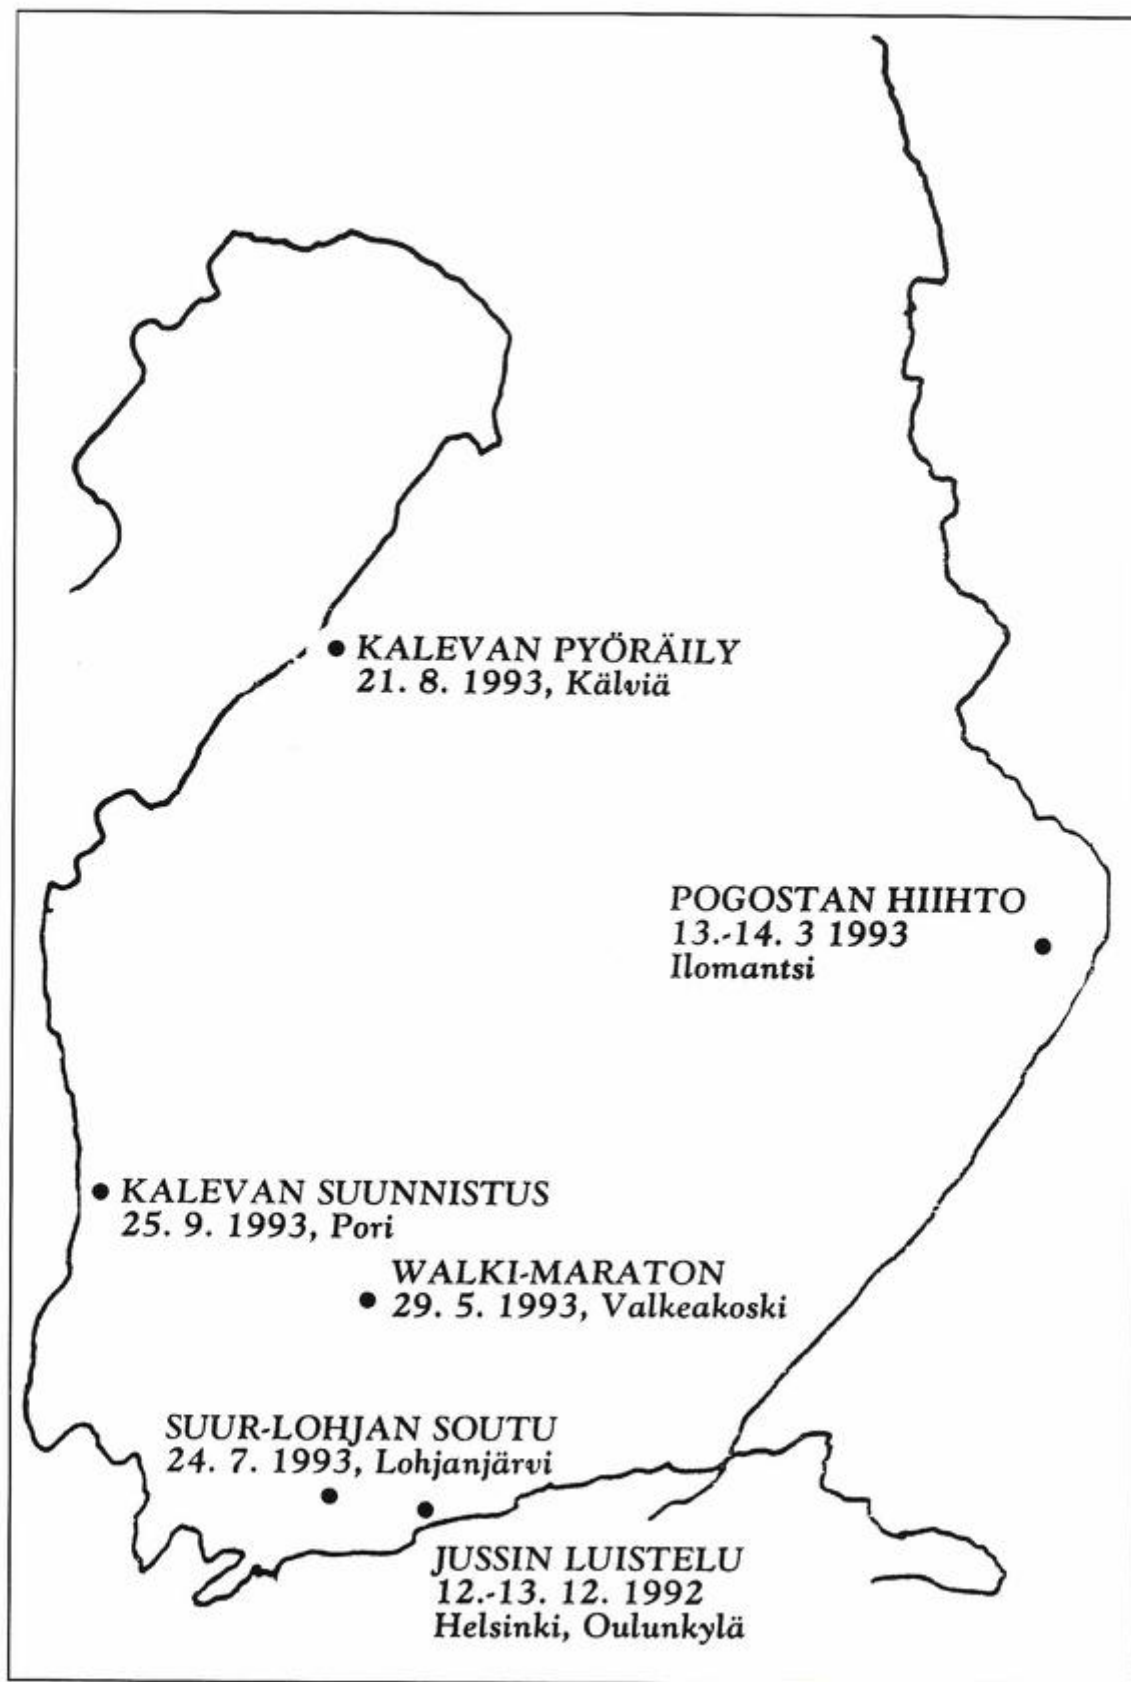 KALEVAN PYÖRÄILY
21. 8. 1993, Kälviä
POGOSTAN HIIHTO
13.-14. 3 1993
Ilomantsi
KALEVAN SUUNNISTUS
25. 9. 1993, Pori
WALKI-MARATON
29. 5. 1993, Valkeakoski
SUUR-LOHJAN SOUTU
24. 7. 1993, Lohjanjärvi
JUSSIN LUISTELU
12.-13. 12. 1992
Helsinki, Oulunkylä